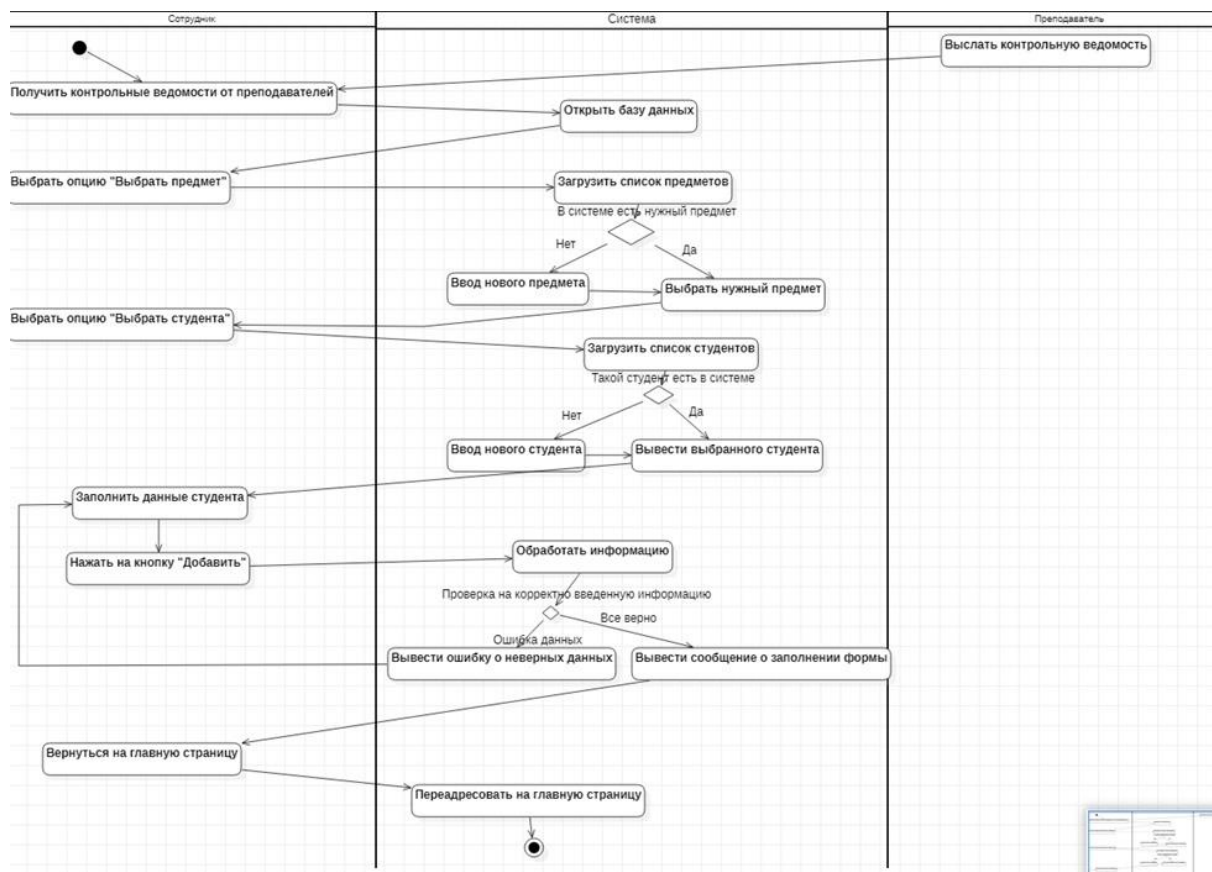 Сотрудник
Система
Преподаватель
Выслать контрольную ведомость
Получить контрольные ведомости от преподавателей
Открыть базу данных
Выбрать опцию "Выбрать предмет"
Загрузить список предметов
В системе есть нужный предмет
Нет
Да
Ввод нового предмета
Выбрать нужный предмет
Выбрать опцию "Выбрать студента"
Загрузить список студентов
Такой студент есть в системе
Нет
Да
Ввод нового студента
Вывести выбранного студента
Заполнить данные студента
Нажать на кнопку "Добавить"
Обработать информацию
Проверка на корректно введенную информацию
Все верно
Ошибка данных
Вывести ошибку о неверных данных
Вывести сообщение о заполнении формы
Вернуться на главную страницу
Переадресовать на главную страницу